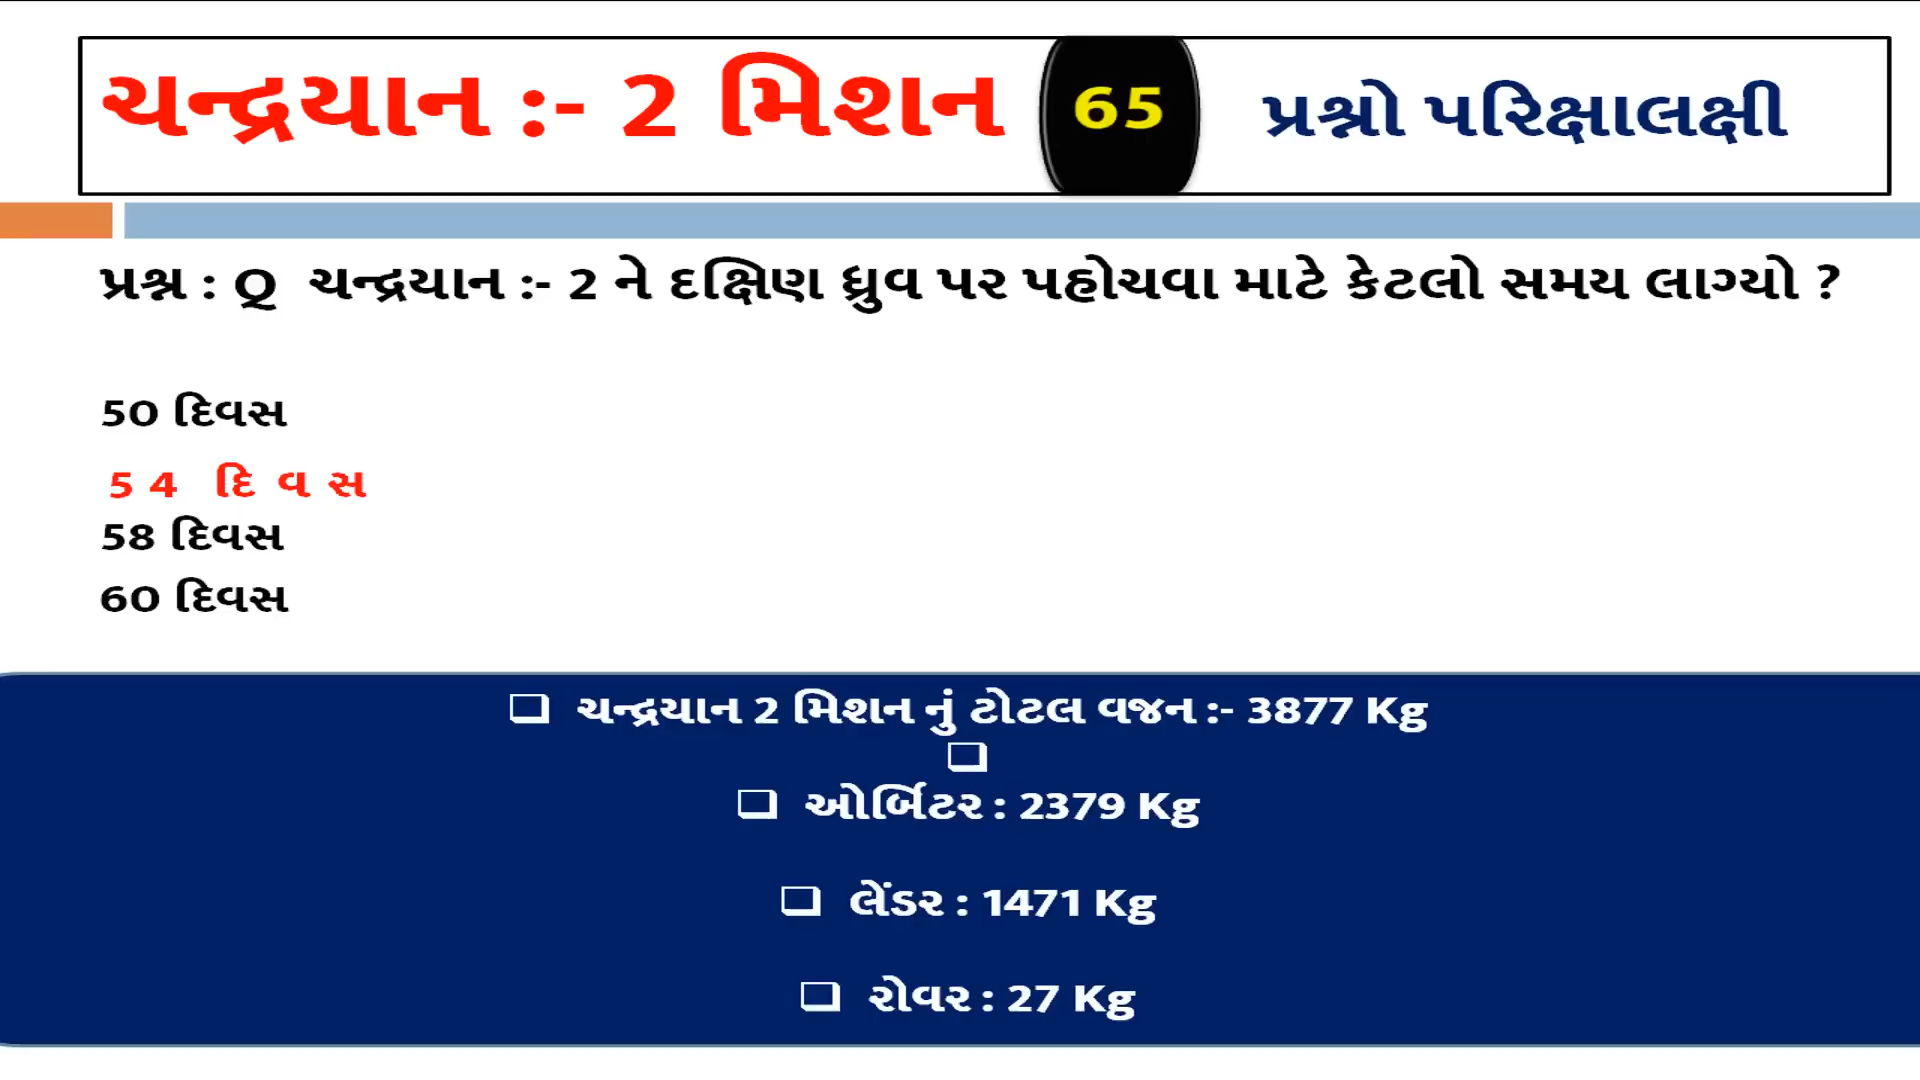 ચન્દ્રયાન :- 2 મિશન 65 પ્રશ્નો પરિક્ષાલક્ષી
પ્રશ્ન : Q ચન્દ્રયાન :- 2 ને દક્ષિણ ધ્રુવ પર પહોચવા માટે કેટલો સમય લાગ્યો ?
50 દિવસ
54 દિવસ
58 દિવસ
60 દિવસ
❑ ચન્દ્રયાન 2 મિશન નું ટોટલ વજન :- 3877 Kg
❑
❑ ઓર્બિટર : 2379 Kg
❑ લેંડર : 1471 Kg
❑ રોવર : 27 Kg